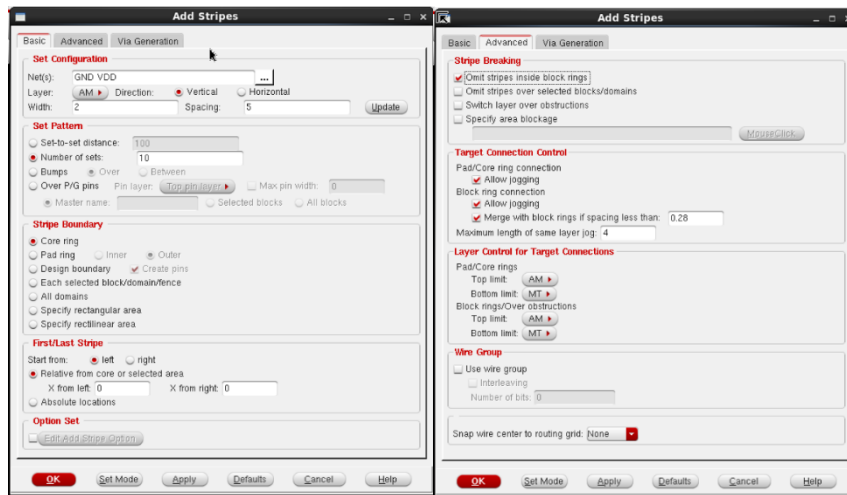 Add Stripes
Basic Advanced Via Generation
Set Configuration
Net(s): GND VDD ...
Layer: AM Direction: Vertical Horizontal
Width: 2 Spacing: 5 Update
Set Pattern
Set-to-set distance: 100
Number of sets: 10
Bumps Over Between
Over P/G pins Pin layer: Top pin layer Max pin width: 0
Master name: Selected blocks All blocks
Stripe Boundary
Core ring
Pad ring Inner Outer
Design boundary Create pins
Each selected block/domain/fence
All domains
Specify rectangular area
Specify rectilinear area
First/Last Stripe
Start from: left right
Relative from core or selected area
X from left: 0 X from right: 0
Absolute locations
Option Set
Edit Add Stripe Option
OK Set Mode Apply Defaults Cancel Help
Add Stripes
Basic Advanced Via Generation
Stripe Breaking
Omit stripes inside block rings
Omit stripes over selected blocks/domains
Switch layer over obstructions
Specify area blockage
MouseClick
Target Connection Control
Pad/Core ring connection
Allow jogging
Block ring connection
Allow jogging
Merge with block rings if spacing less than: 0.28
Maximum length of same layer jog: 4
Layer Control for Target Connections
Pad/Core rings
Top limit: AM
Bottom limit: MT
Block rings/Over obstructions
Top limit: AM
Bottom limit: MT
Wire Group
Use wire group
Interleaving
Number of bits: 0
Snap wire center to routing grid: None
OK Set Mode Apply Defaults Cancel Help